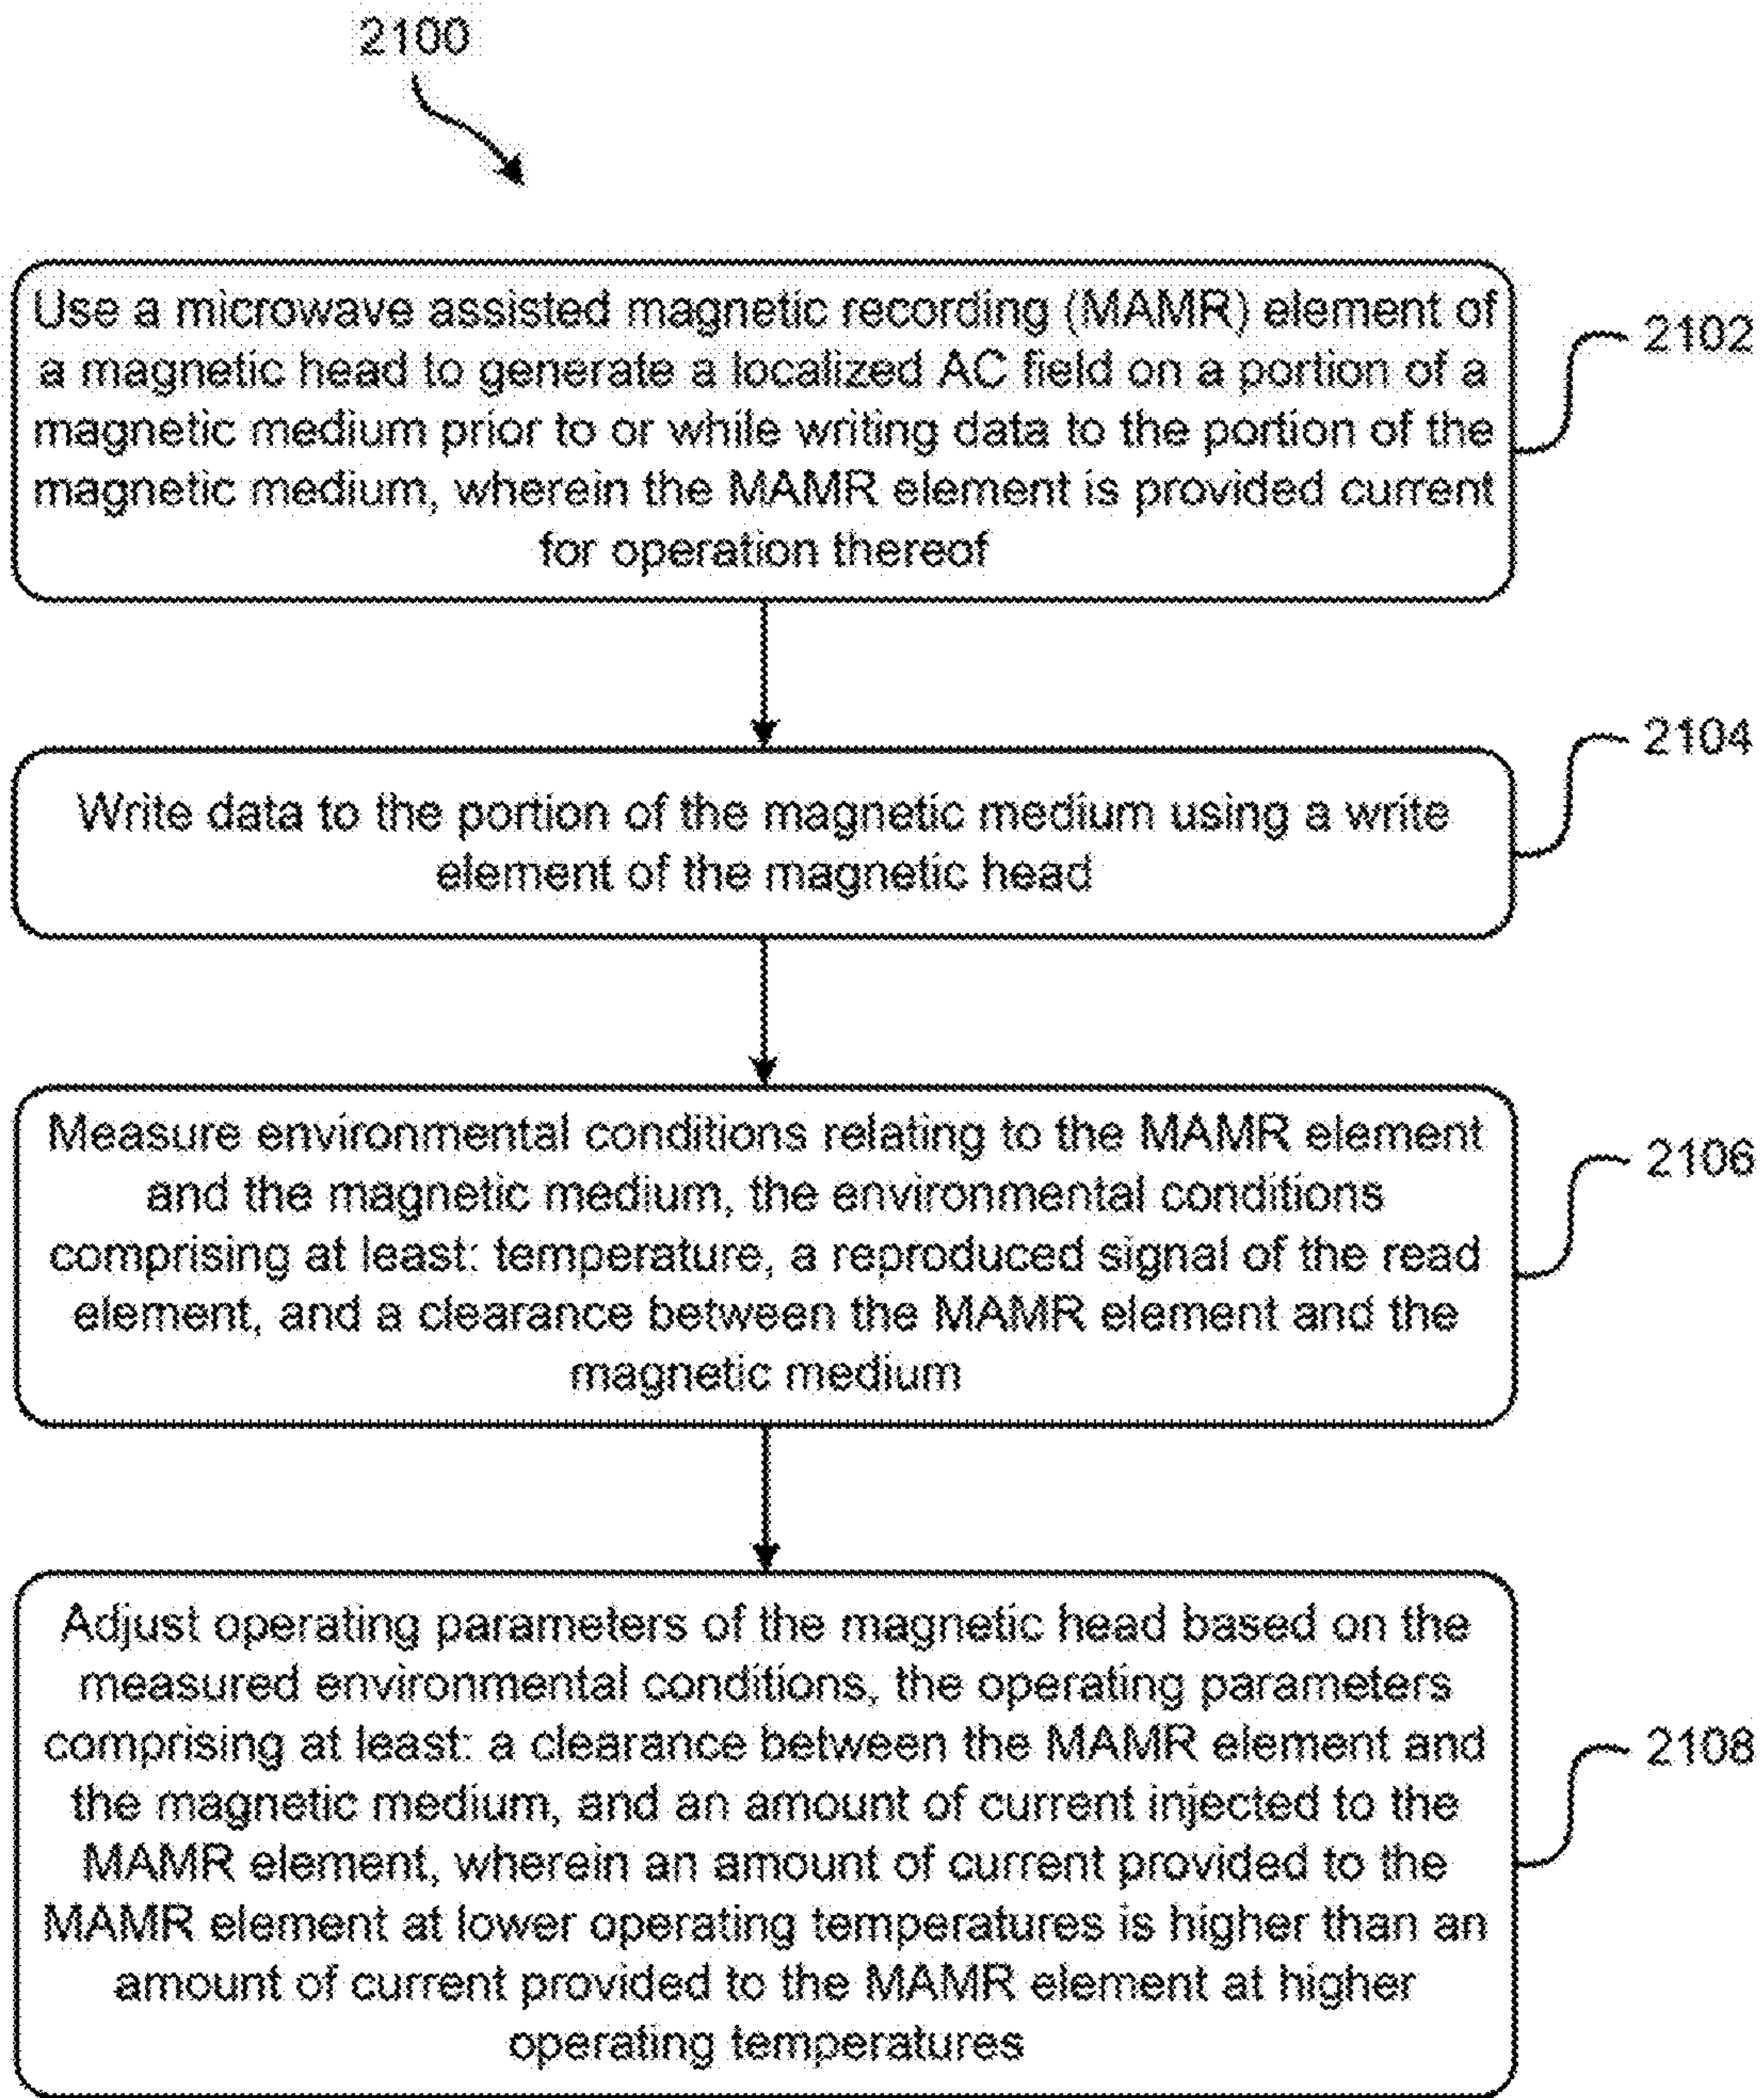 2100
Use a microwave assisted magnetic recording (MAMR) element of
a magnetic head to generate a localized AC field on a portion of a
magnetic medium prior to or while writing data to the portion of the
magnetic medium, wherein the MAMR element is provided current
for operation thereof
2102
Write data to the portion of the magnetic medium using a write
element of the magnetic head
2104
Measure environmental conditions relating to the MAMR element
and the magnetic medium, the environmental conditions
comprising at least: temperature, a reproduced signal of the read
element, and a clearance between the MAMR element and the
magnetic medium
2106
Adjust operating parameters of the magnetic head based on the
measured environmental conditions, the operating parameters
comprising at least: a clearance between the MAMR element and
the magnetic medium, and an amount of current injected to the
MAMR element, wherein an amount of current provided to the
MAMR element at lower operating temperatures is higher than an
amount of current provided to the MAMR element at higher
operating temperatures
2108